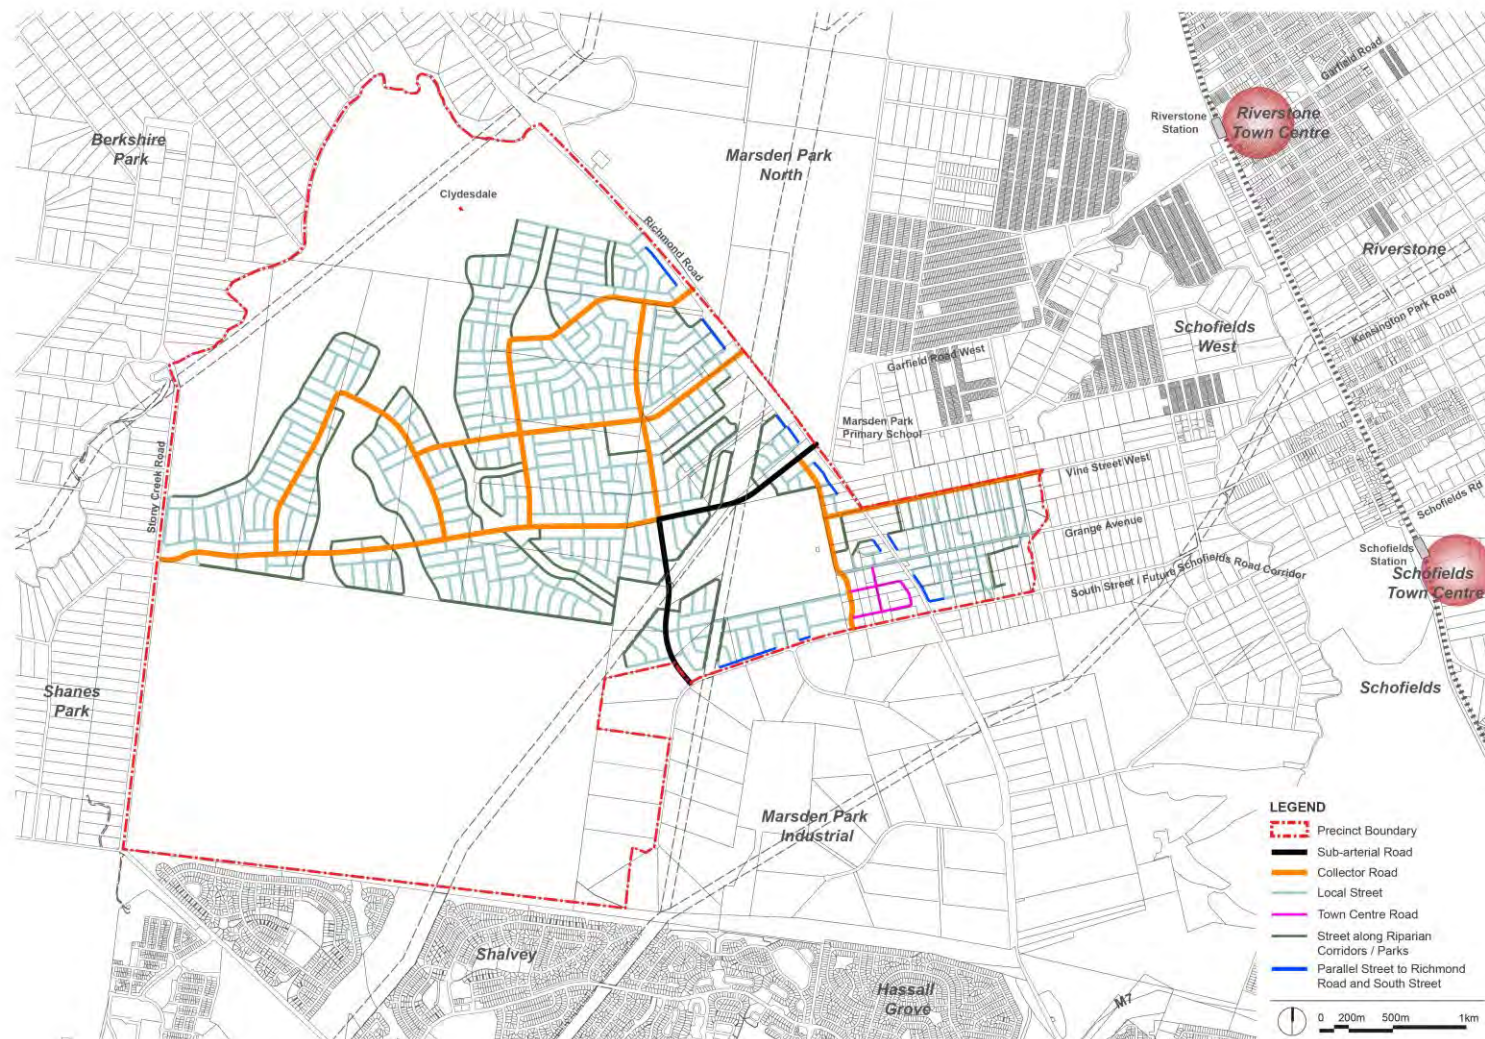 Garfield Road
Riverstone
Town Centre
Riverstone
Station
Berkshire
Park
Marsden Park
North
Clydesdale
Richmond Road
Riverstone
Kensington Park Road
Schofields
West
Garfield Road West
Marsden Park
Primary School
Vine Street West
Stony Creek Road
Schofields Rd
Grange Avenue
Schofields
Station
Schofields
Town Centre
South Street / Future Schofields Road Corridor
Shanes
Park
Schofields
Marsden Park
Industrial
Shalvey
Hassall
Grove
M7
LEGEND
Precinct Boundary
Sub-arterial Road
Collector Road
Local Street
Town Centre Road
Street along Riparian
Corridors / Parks
Parallel Street to Richmond
Road and South Street
0 200m 500m 1km